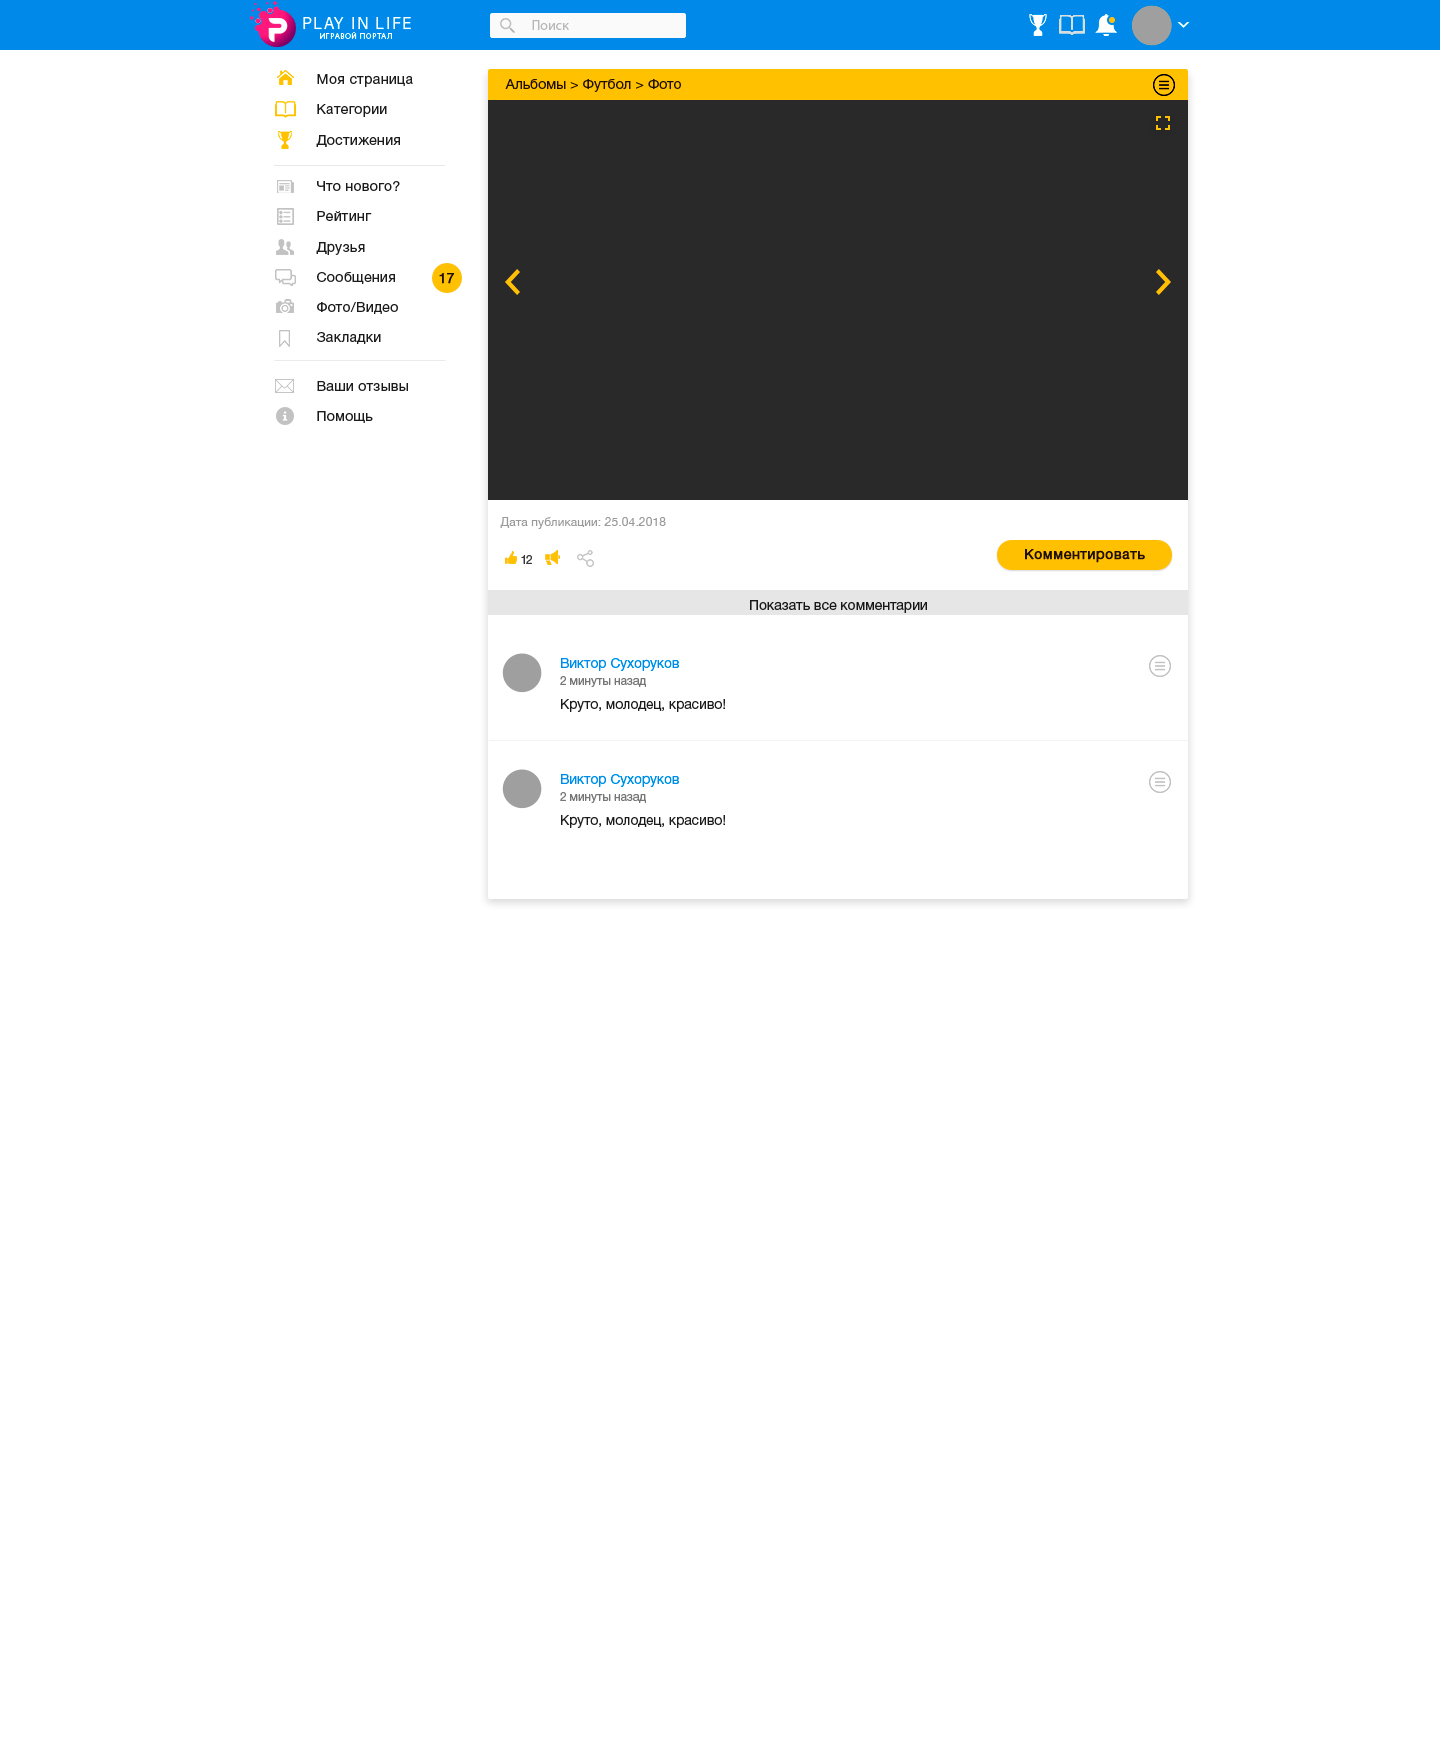 PLAY IN LIFE
ИГРАВОЙ ПОРТАЛ
Поиск
Моя страница
Категории
Достижения
Что нового?
Рейтинг
Друзья
Сообщения 17
Фото/Видео
Закладки
Ваши отзывы
Помощь
Альбомы > Футбол > Фото
Дата публикации: 25.04.2018
12
Комментировать
Показать все комментарии
Виктор Сухоруков
2 минуты назад
Круто, молодец, красиво!
Виктор Сухоруков
2 минуты назад
Круто, молодец, красиво!